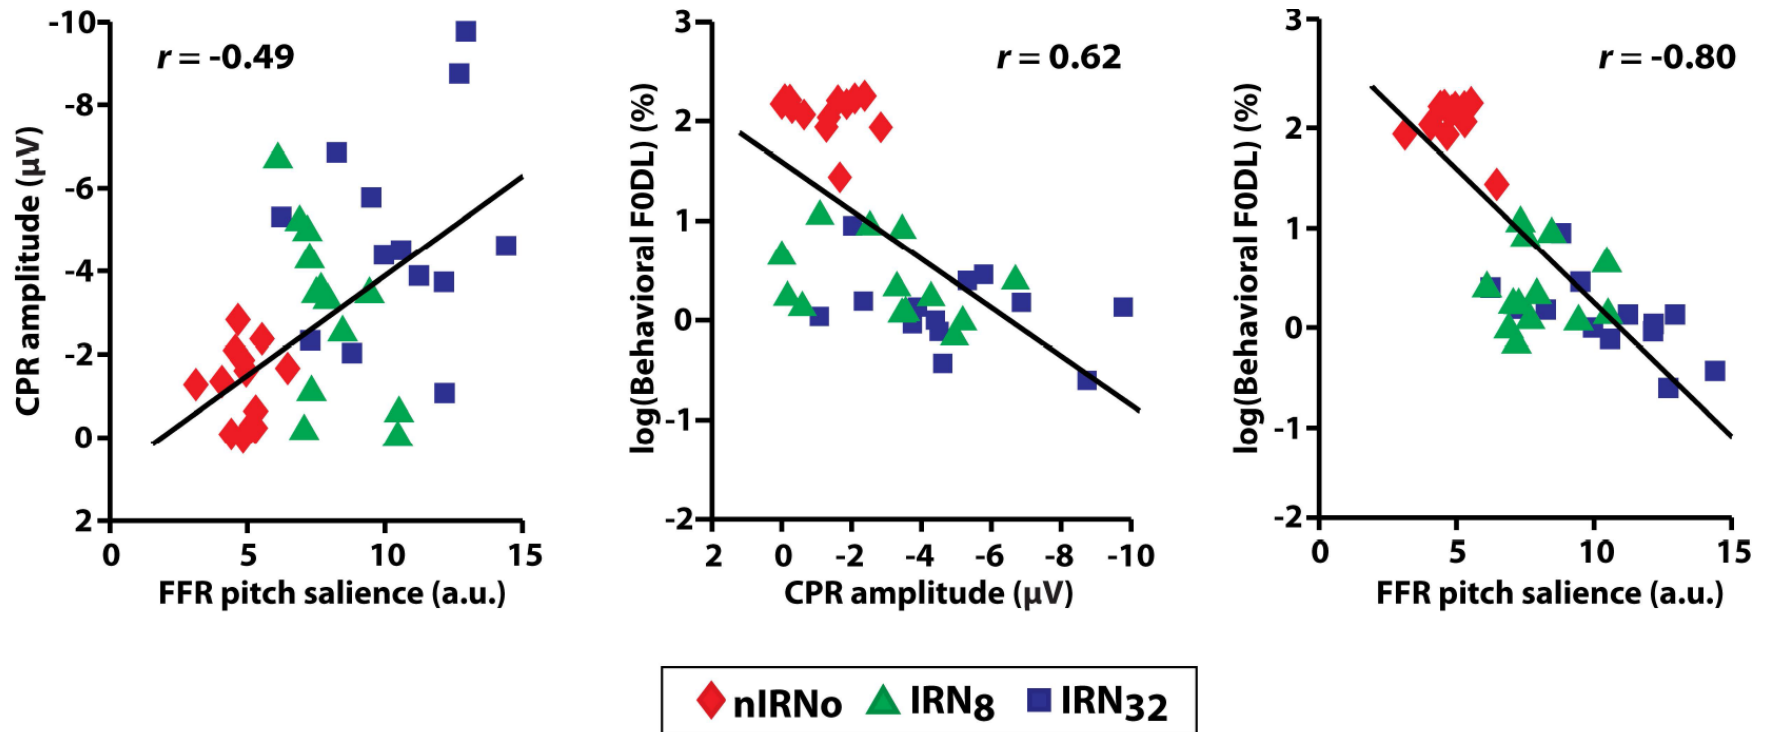 r = -0.49
CPR amplitude (µV)
-10
-8
-6
-4
-2
0
2
0 5 10 15
FFR pitch salience (a.u.)
r = 0.62
log(Behavioral F0DL) (%)
3
2
1
0
-1
-2
2 0 -2 -4 -6 -8 -10
CPR amplitude (µV)
r = -0.80
log(Behavioral F0DL) (%)
3
2
1
0
-1
-2
0 5 10 15
FFR pitch salience (a.u.)
nIRNo IRN8 IRN32